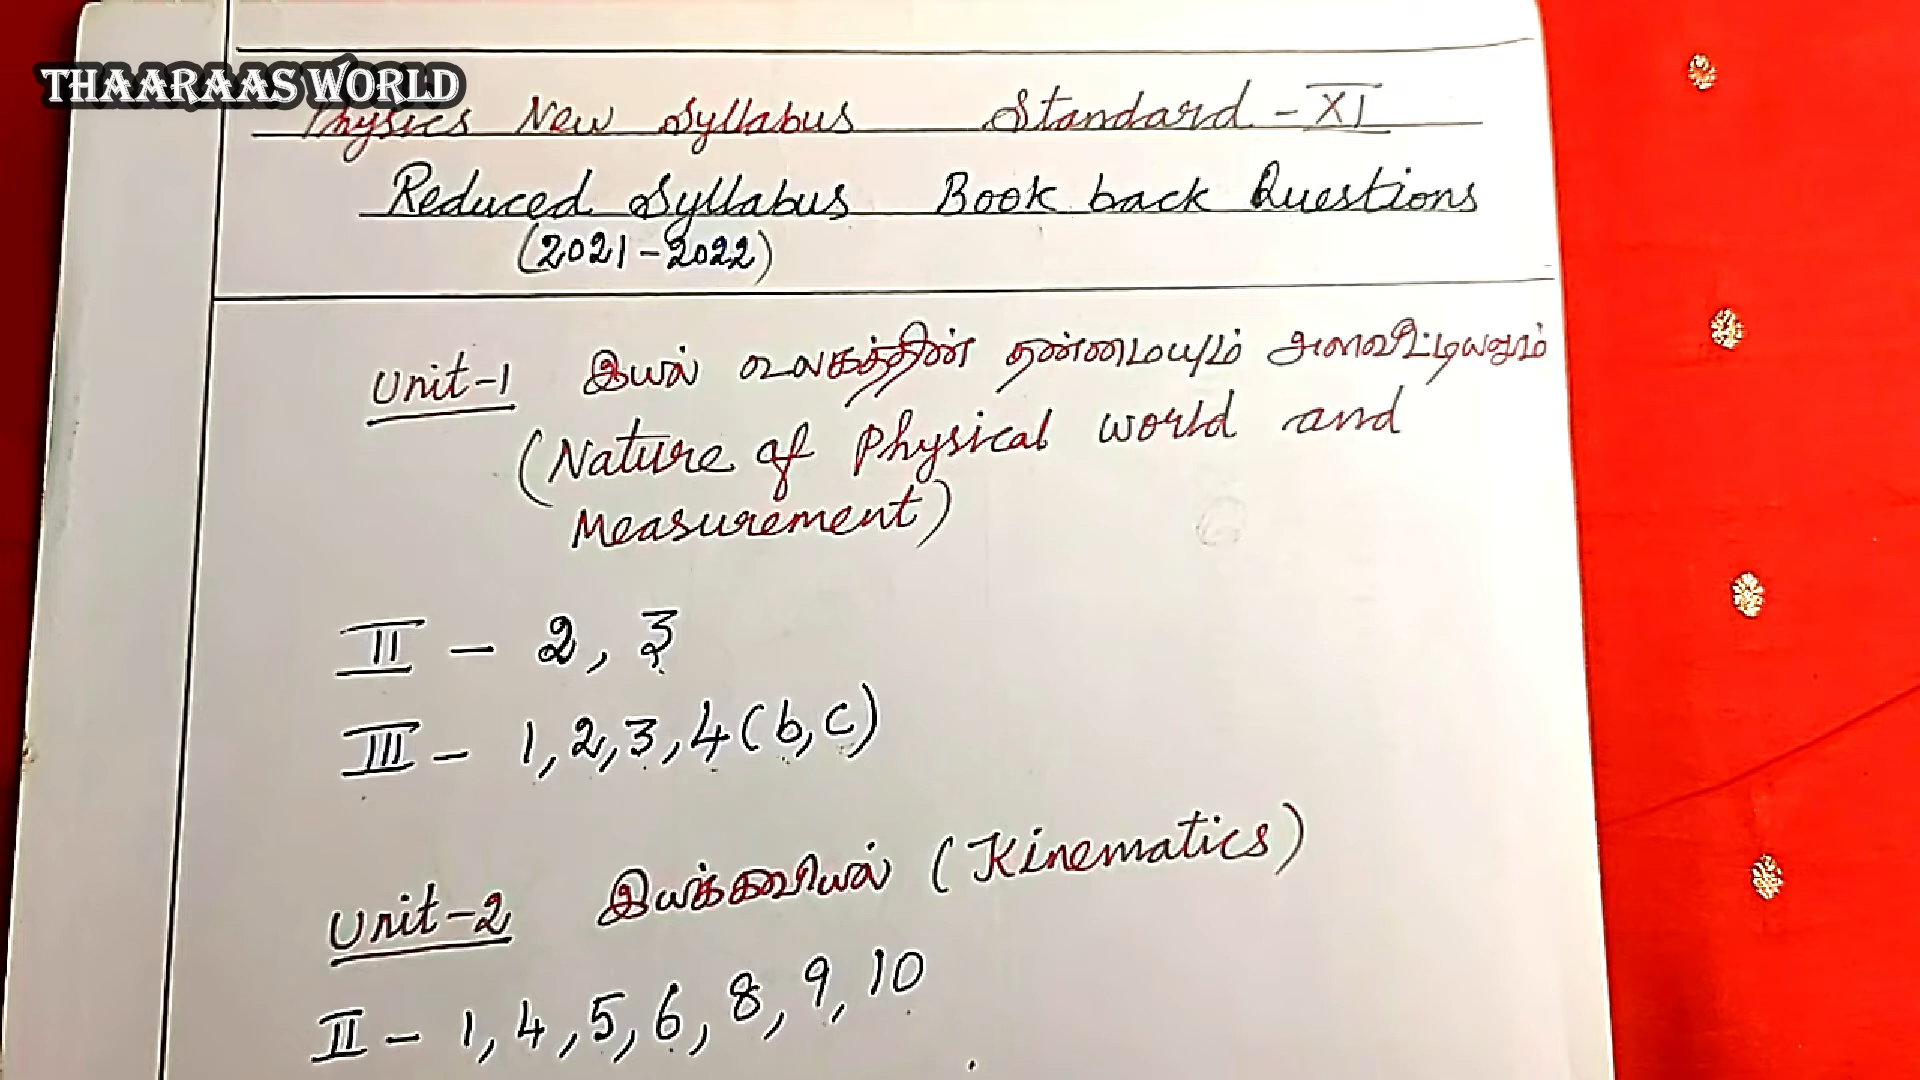 THAARAAS WORLD
Physics New Syllabus Standard - XI
Reduced Syllabus Book back Questions
(2021-2022)
Unit-1 இயல் உலகத்தின் தன்மையும் அளவீட்டியலும்
(Nature of Physical world and
Measurement)
II - 2, 3
III - 1, 2, 3, 4 (b, c)
Unit-2 இயக்கவியல் (Kinematics)
II - 1, 4, 5, 6, 8, 9, 10